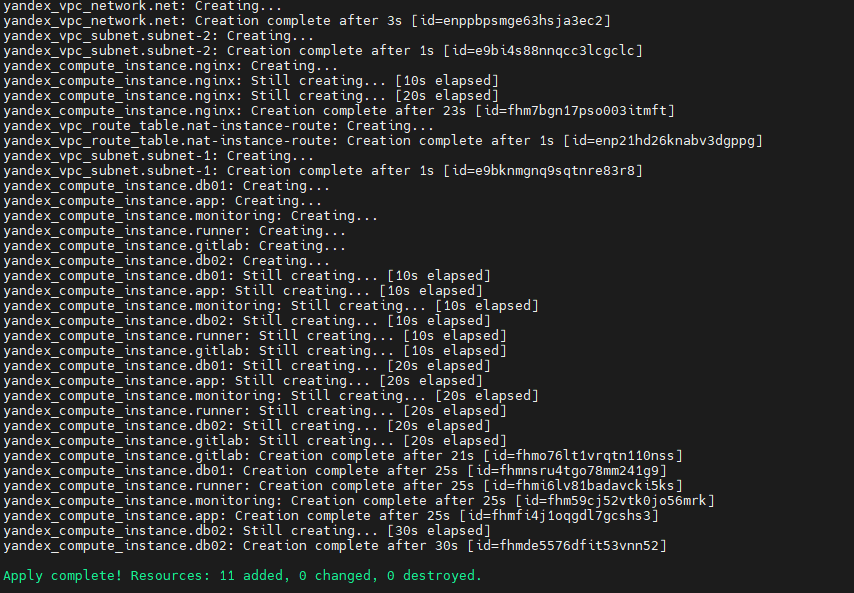 yandex_vpc_network.net: Creating...
yandex_vpc_network.net: Creation complete after 3s [id=enppbpsmge63hsja3ec2]
yandex_vpc_subnet.subnet-2: Creating...
yandex_vpc_subnet.subnet-2: Creation complete after 1s [id=e9bi4s88nnqcc3lcgclc]
yandex_compute_instance.nginx: Creating...
yandex_compute_instance.nginx: Still creating... [10s elapsed]
yandex_compute_instance.nginx: Still creating... [20s elapsed]
yandex_compute_instance.nginx: Creation complete after 23s [id=fhm7bgn17pso003itmft]
yandex_vpc_route_table.nat-instance-route: Creating...
yandex_vpc_route_table.nat-instance-route: Creation complete after 1s [id=enp21hd26knabv3dgppg]
yandex_vpc_subnet.subnet-1: Creating...
yandex_vpc_subnet.subnet-1: Creation complete after 1s [id=e9bknmgnq9sqtnre83r8]
yandex_compute_instance.db01: Creating...
yandex_compute_instance.app: Creating...
yandex_compute_instance.monitoring: Creating...
yandex_compute_instance.runner: Creating...
yandex_compute_instance.gitlab: Creating...
yandex_compute_instance.db02: Creating...
yandex_compute_instance.db01: Still creating... [10s elapsed]
yandex_compute_instance.app: Still creating... [10s elapsed]
yandex_compute_instance.monitoring: Still creating... [10s elapsed]
yandex_compute_instance.db02: Still creating... [10s elapsed]
yandex_compute_instance.runner: Still creating... [10s elapsed]
yandex_compute_instance.gitlab: Still creating... [10s elapsed]
yandex_compute_instance.db01: Still creating... [20s elapsed]
yandex_compute_instance.app: Still creating... [20s elapsed]
yandex_compute_instance.monitoring: Still creating... [20s elapsed]
yandex_compute_instance.runner: Still creating... [20s elapsed]
yandex_compute_instance.db02: Still creating... [20s elapsed]
yandex_compute_instance.gitlab: Still creating... [20s elapsed]
yandex_compute_instance.gitlab: Creation complete after 21s [id=fhmo76lt1vrqtn110nss]
yandex_compute_instance.db01: Creation complete after 25s [id=fhmnsru4tgo78mm241g9]
yandex_compute_instance.runner: Creation complete after 25s [id=fhmi6lv81badavcki5ks]
yandex_compute_instance.monitoring: Creation complete after 25s [id=fhm59cj52vtk0jo56mrk]
yandex_compute_instance.app: Creation complete after 25s [id=fhmfi4j1oqgdl7gcshs3]
yandex_compute_instance.db02: Still creating... [30s elapsed]
yandex_compute_instance.db02: Creation complete after 30s [id=fhmde5576dfit53vnn52]
Apply complete! Resources: 11 added, 0 changed, 0 destroyed.